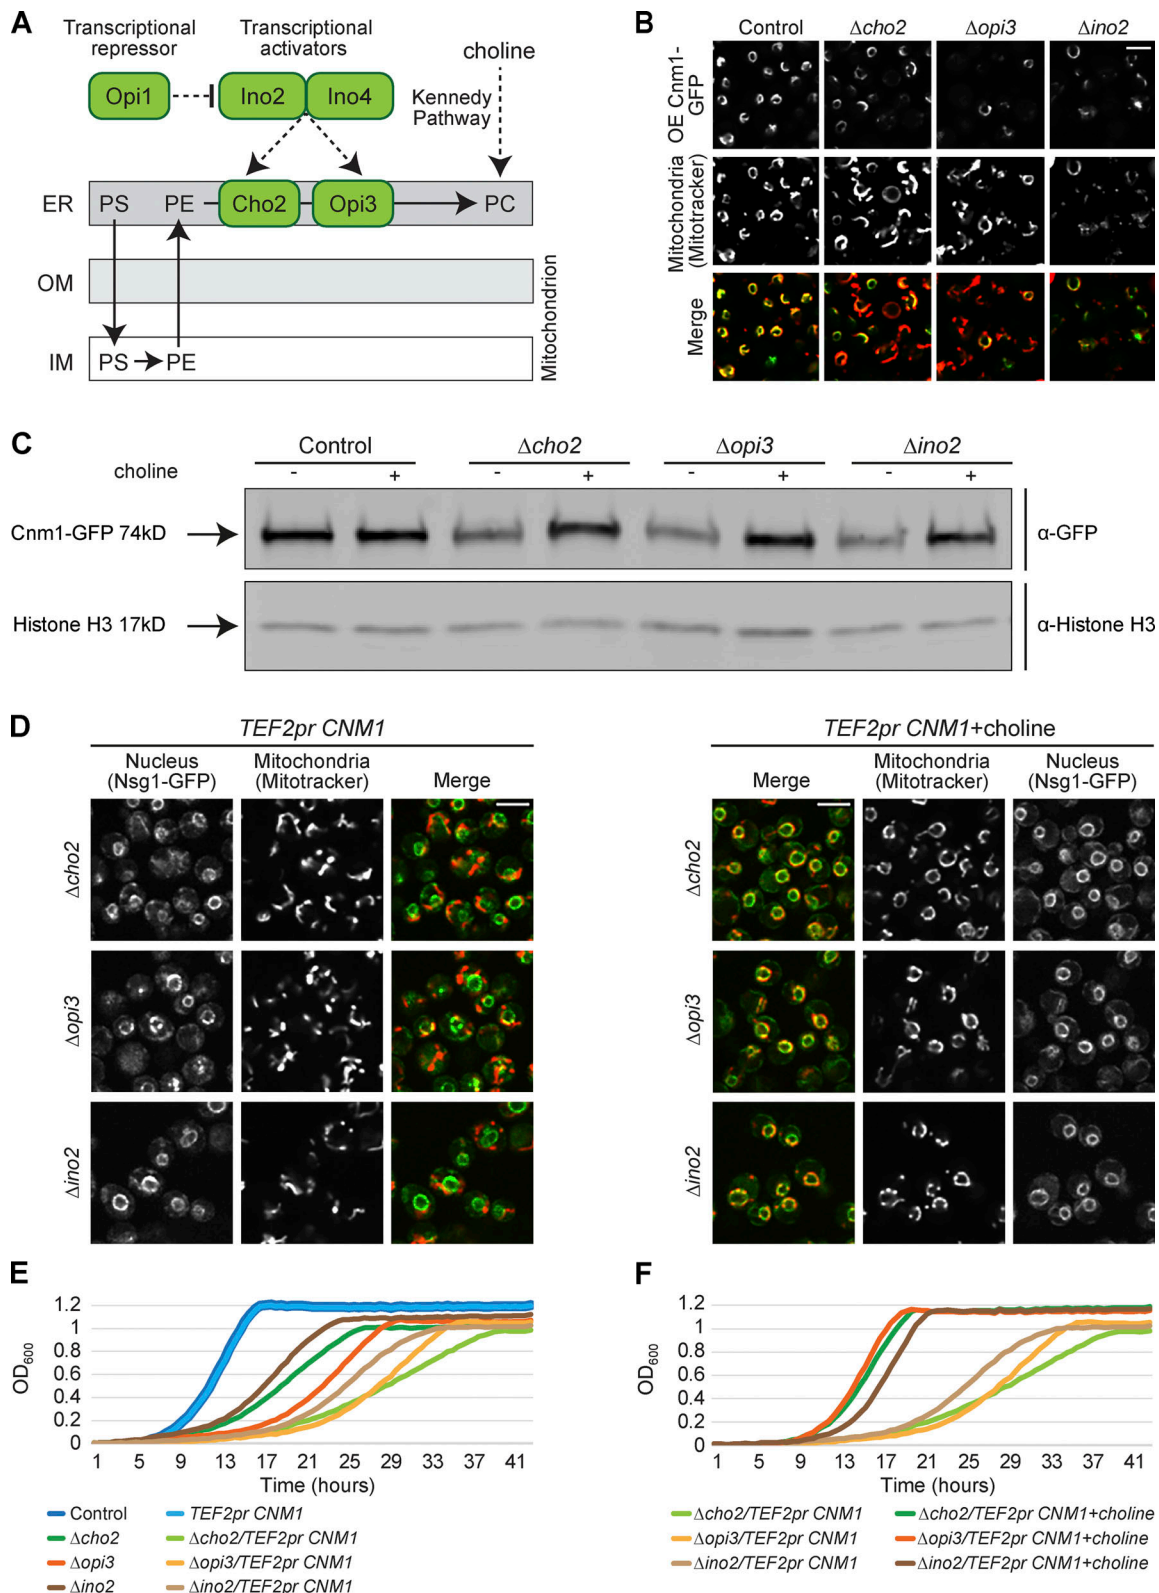 A
Transcriptional
repressor
Transcriptional
activators
choline
Opi1
Ino2
Ino4
Kennedy
Pathway
ER
PS
PE
Cho2
Opi3
PC
OM
IM
PS
PE
Mitochondrion
B
Control
Δcho2
Δopi3
Δino2
OE Cnm1-
GFP
Mitochondria
(Mitotracker)
Merge
C
Control
Δcho2
Δopi3
Δino2
choline
- + - + - + - +
Cnm1-GFP 74kD
α-GFP
Histone H3 17kD
α-Histone H3
D
TEF2pr CNM1
Nucleus
(Nsg1-GFP)
Mitochondria
(Mitotracker)
Merge
Δcho2
Δopi3
Δino2
TEF2pr CNM1+choline
Merge
Mitochondria
(Mitotracker)
Nucleus
(Nsg1-GFP)
Δcho2
Δopi3
Δino2
E
OD600
1.2
1
0.8
0.6
0.4
0.2
0
1 5 9 13 17 21 25 29 33 37 41
Time (hours)
Control
TEF2pr CNM1
Δcho2
Δcho2/TEF2pr CNM1
Δopi3
Δopi3/TEF2pr CNM1
Δino2
Δino2/TEF2pr CNM1
F
OD600
1.2
1
0.8
0.6
0.4
0.2
0
1 5 9 13 17 21 25 29 33 37 41
Time (hours)
Δcho2/TEF2pr CNM1
Δcho2/TEF2pr CNM1+choline
Δopi3/TEF2pr CNM1
Δopi3/TEF2pr CNM1+choline
Δino2/TEF2pr CNM1
Δino2/TEF2pr CNM1+choline